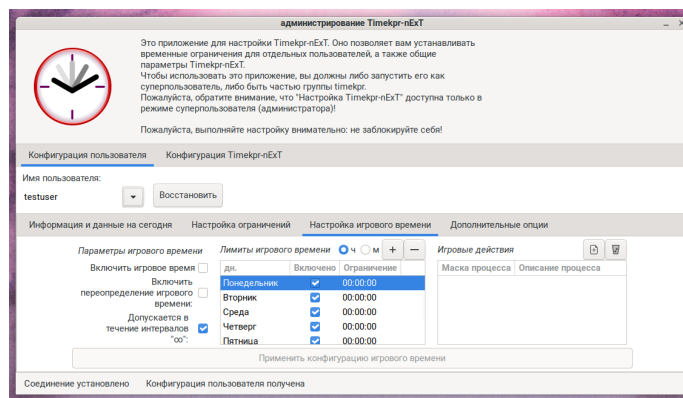 администрирование Timekpr-nExT
Это приложение для настройки Timekpr-nExT. Оно позволяет вам устанавливать
временные ограничения для отдельных пользователей, а также общие
параметры Timekpr-nExT.
Чтобы использовать это приложение, вы должны либо запустить его как
суперпользователь, либо быть частью группы timekpr.
Пожалуйста, обратите внимание, что "Настройка Timekpr-nExT" доступна только в
режиме суперпользователя (администратора)!
Пожалуйста, выполняйте настройку внимательно: не заблокируйте себя!
Конфигурация пользователя Конфигурация Timekpr-nExT
Имя пользователя:
testuser Восстановить
Информация и данные на сегодня Настройка ограничений Настройка игрового времени Дополнительные опции
Параметры игрового времени Лимиты игрового времени ч м + — Игровые действия
Включить игровое время дн. Включено Ограничение Маска процесса Описание процесса
Включить
переопределение игрового
времени:
Допускается в
течение интервалов
"∞":
Понедельник 00:00:00
Вторник 00:00:00
Среда 00:00:00
Четверг 00:00:00
Пятница 00:00:00
Применить конфигурацию игрового времени
Соединение установлено Конфигурация пользователя получена